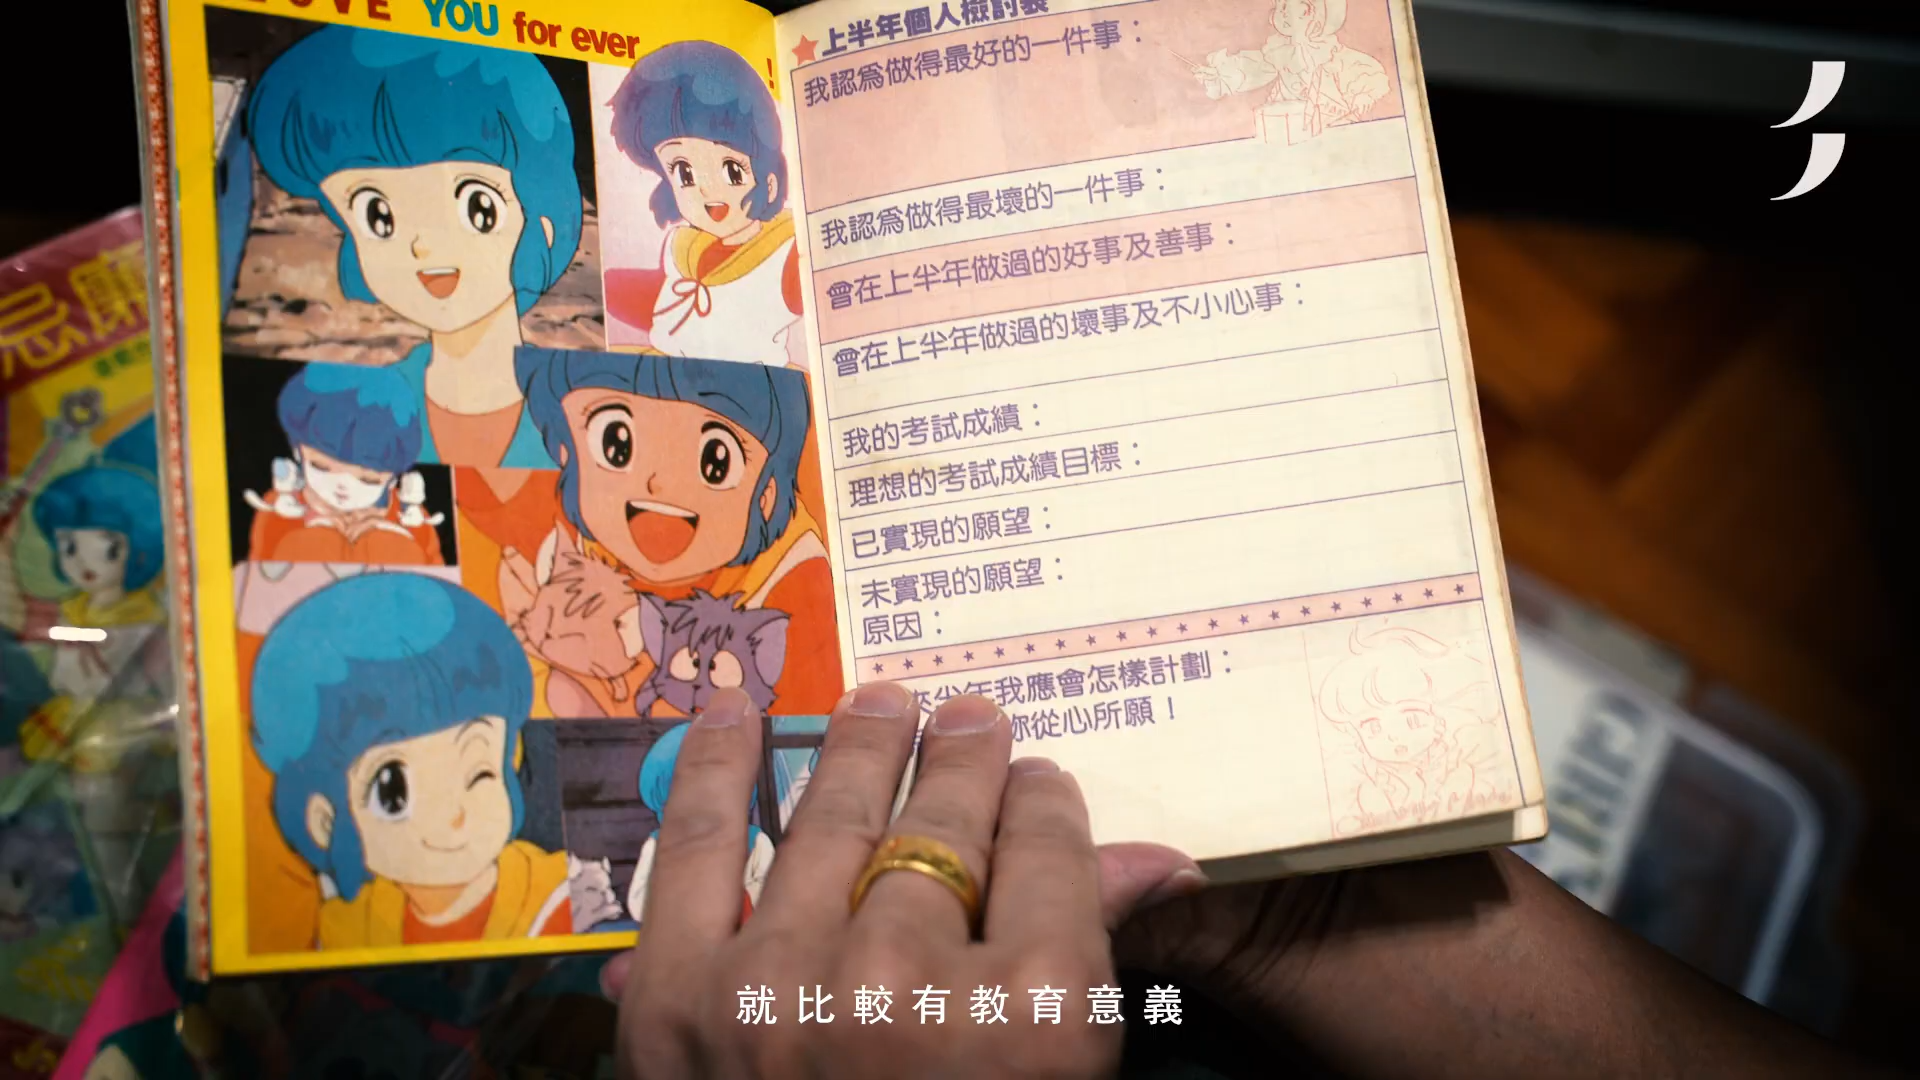 LOVE YOU for ever !
上半年個人檢討表
我認爲做得最好的一件事：
我認爲做得最壞的一件事：
曾在上半年做過的好事及善事：
曾在上半年做過的壞事及不小心事：
我的考試成績：
理想的考試成績目標：
已實現的願望：
未實現的願望：
原因：
來半年我應會怎樣計劃：
你從心所願！
就比較有教育意義